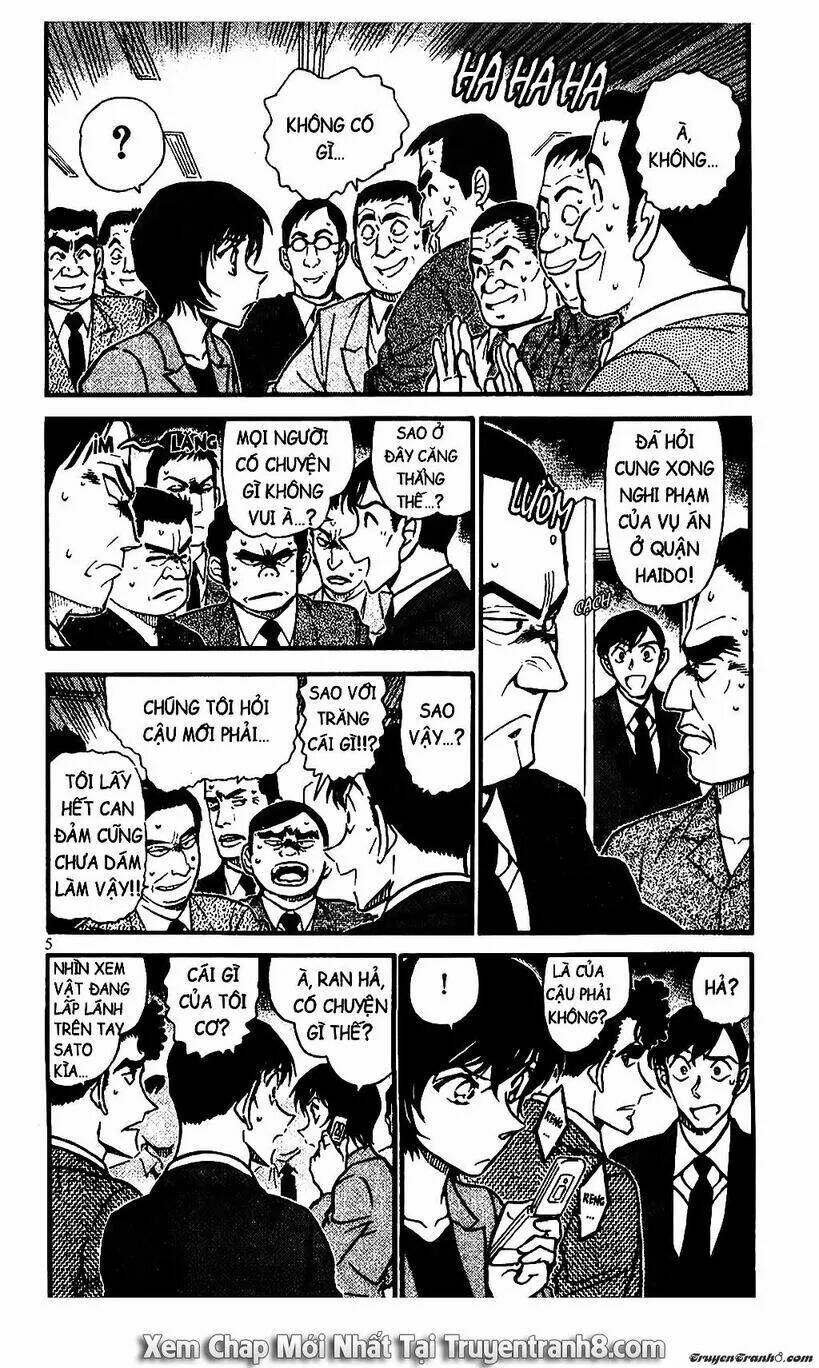 À,
KHÔNG...
HA HA HA
KHÔNG CÓ
GÌ...
?
ĐÃ HỎI
CUNG XONG
NGHI PHẠM
CỦA VỤ ÁN
Ở QUẬN
HAIDO!
CẠCH
LƯỜM
SAO Ở
ĐÂY CĂNG
THẲNG
THẾ...?
MỌI NGƯỜI
CÓ CHUYỆN
GÌ KHÔNG
VUI À...?
IM LẶNG
SAO
VẬY...?
SAO VỚI
TRĂNG
CÁI GÌ!!?
CHÚNG TÔI HỎI
CẬU MỚI PHẢI...
TÔI LẤY
HẾT CAN
ĐẢM CŨNG
CHƯA DÁM
LÀM VẬY!!
5
HẢ?
LÀ CỦA
CẬU PHẢI
KHÔNG?
!
RENG
...
RENG
...
À, RAN HẢ,
CÓ CHUYỆN
GÌ THẾ?
CÁI GÌ
CỦA TÔI
CƠ?
NHÌN XEM
VẬT ĐANG
LẤP LÁNH
TRÊN TAY
SATO
KÌA...
Xem Chap Mới Nhất Tại Truyentranh8.com
TruyenTranh8.com